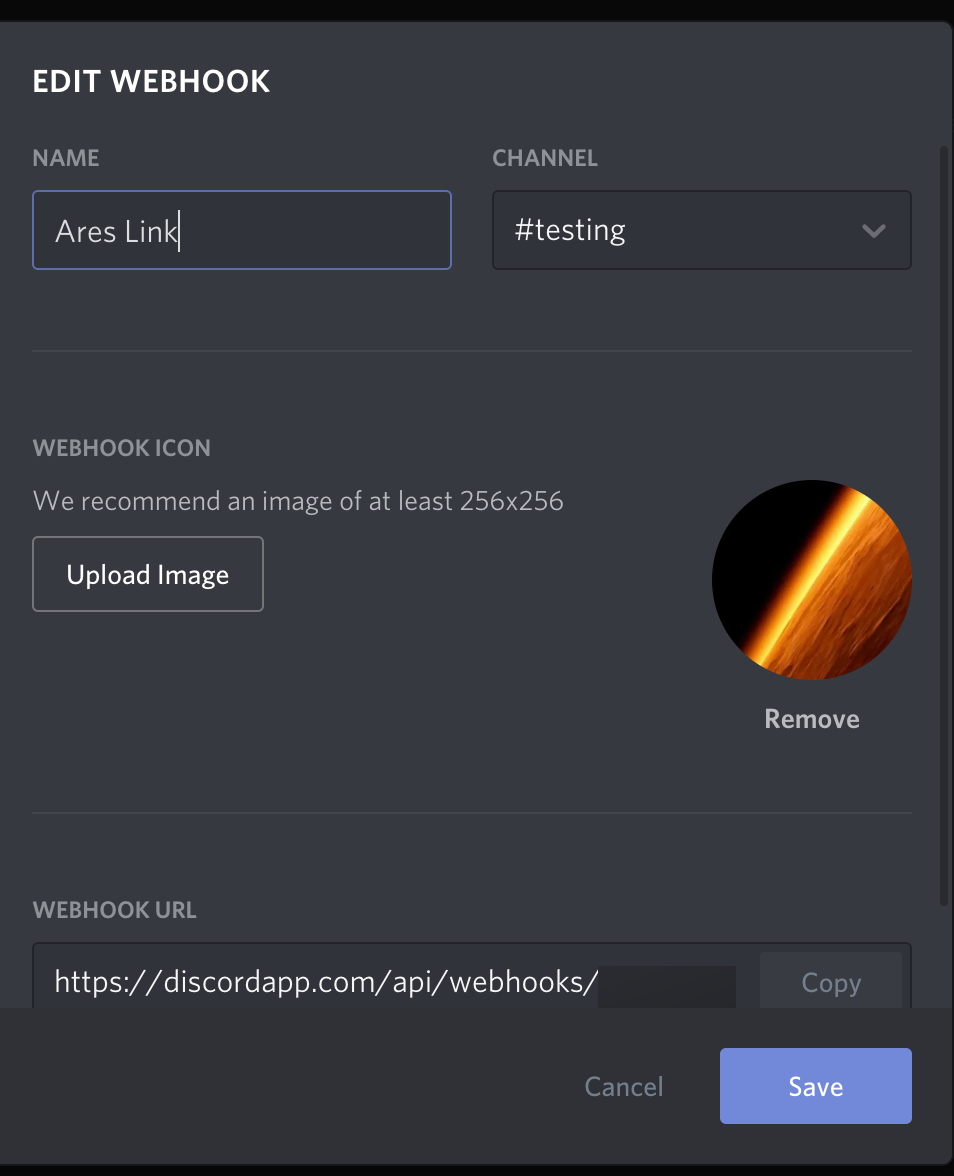 EDIT WEBHOOK
NAME
CHANNEL
Ares Link
#testing
WEBHOOK ICON
We recommend an image of at least 256x256
Upload Image
Remove
WEBHOOK URL
https://discordapp.com/api/webhooks/
Copy
Cancel
Save